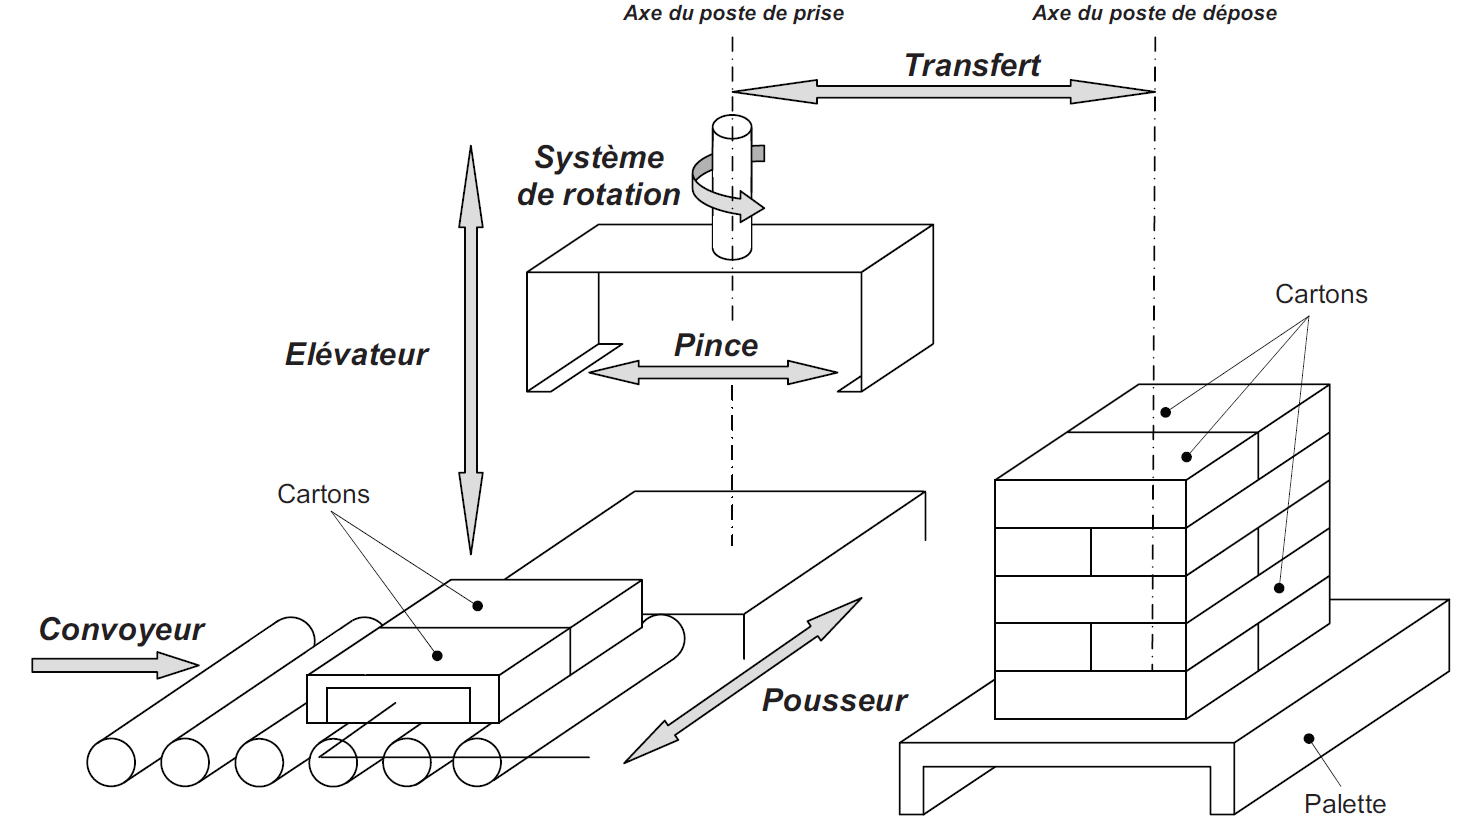 Axe du poste de prise
Axe du poste de dépose
Transfert
Système
de rotation
Cartons
Pince
Elévateur
Cartons
Convoyeur
Pousseur
Palette